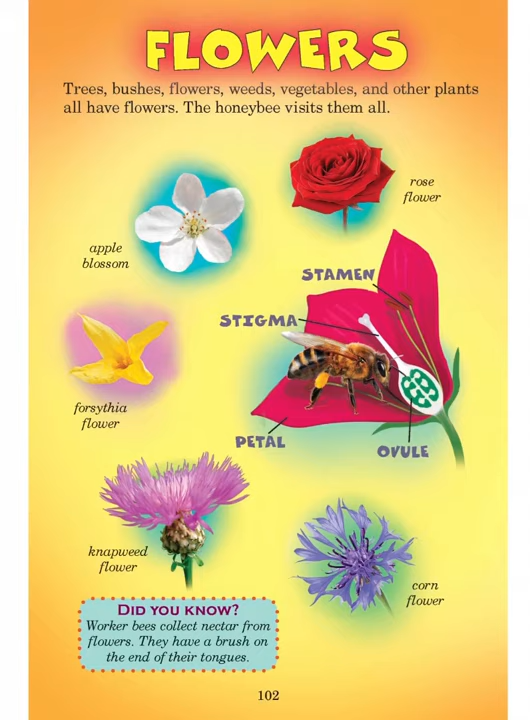 FLOWERS
Trees, bushes, flowers, weeds, vegetables, and other plants
all have flowers. The honeybee visits them all.
rose
flower
apple
blossom
STAMEN
STIGMA
forsythia
flower
PETAL
OVULE
knapweed
flower
corn
flower
DID YOU KNOW?
Worker bees collect nectar from
flowers. They have a brush on
the end of their tongues.
102